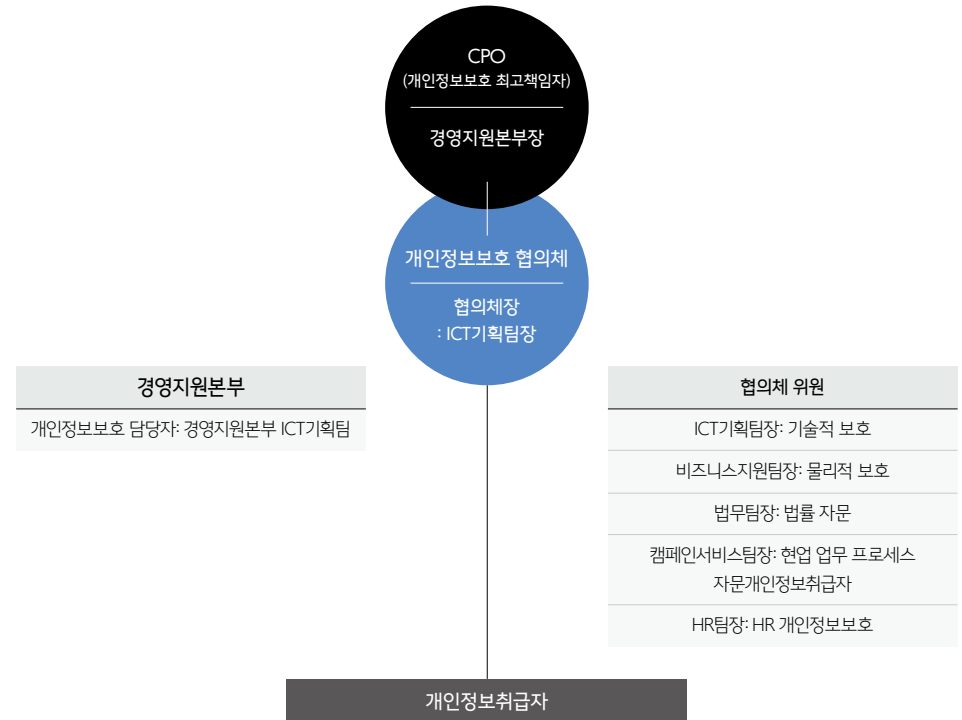 CPO
(개인정보보호 최고책임자)
경영지원본부장
개인정보보호 협의체
협의체장
: ICT기획팀장
경영지원본부
개인정보보호 담당자: 경영지원본부 ICT기획팀
협의체 위원
ICT기획팀장: 기술적 보호
비즈니스지원팀장: 물리적 보호
법무팀장: 법률 자문
캠페인서비스팀장: 현업 업무 프로세스
자문개인정보취급자
HR팀장: HR 개인정보보호
개인정보취급자